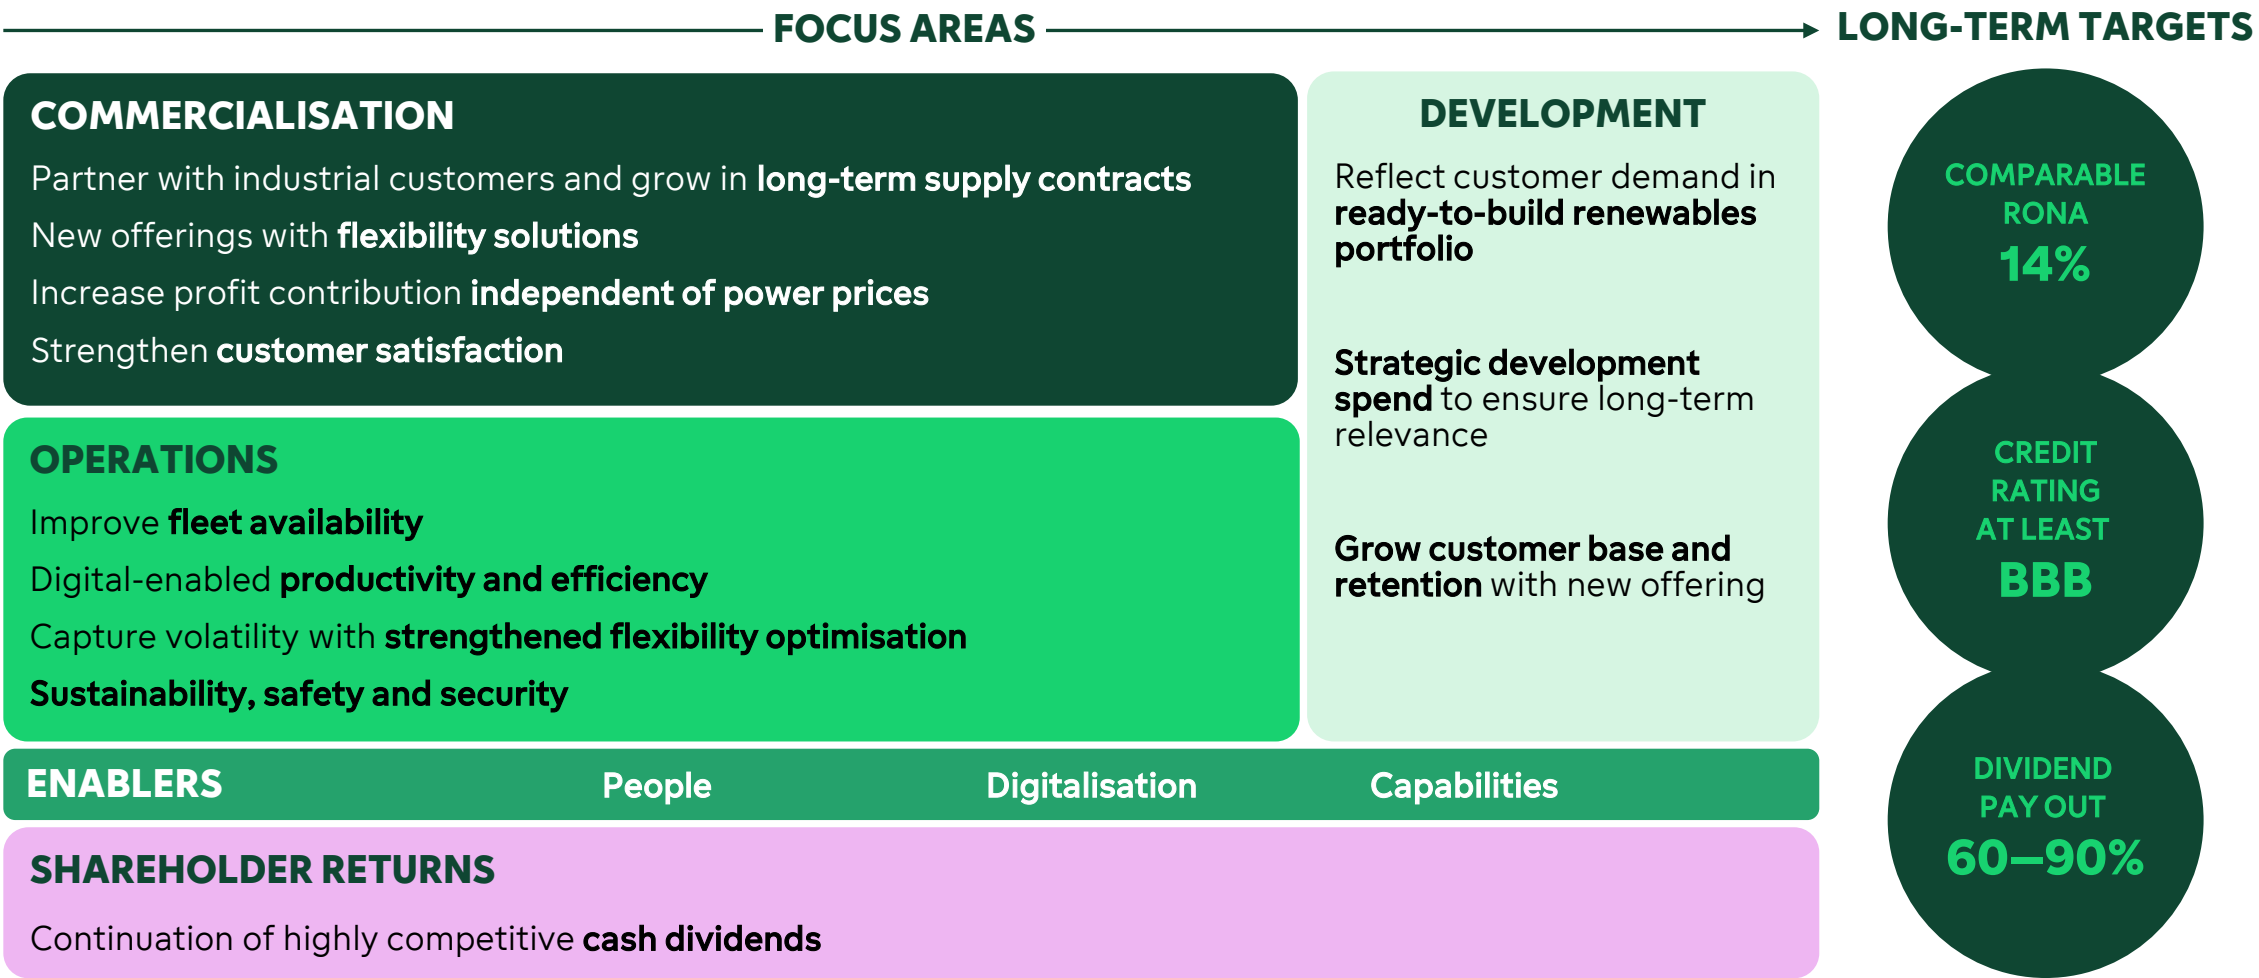 FOCUS AREAS
LONG-TERM TARGETS
COMMERCIALISATION
Partner with industrial customers and grow in long-term supply contracts
New offerings with flexibility solutions
Increase profit contribution independent of power prices
Strengthen customer satisfaction
OPERATIONS
Improve fleet availability
Digital-enabled productivity and efficiency
Capture volatility with strengthened flexibility optimisation
Sustainability, safety and security
DEVELOPMENT
Reflect customer demand in
ready-to-build renewables
portfolio
Strategic development
spend to ensure long-term
relevance
Grow customer base and
retention with new offering
ENABLERS
People
Digitalisation
Capabilities
SHAREHOLDER RETURNS
Continuation of highly competitive cash dividends
COMPARABLE
RONA
14%
CREDIT
RATING
AT LEAST
BBB
DIVIDEND
PAY OUT
60–90%